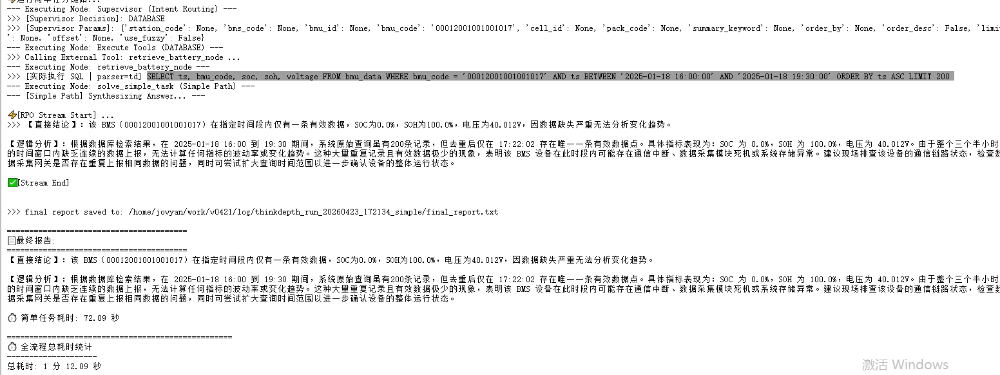 ⚡运行简单任务链路...
--- Executing Node: Supervisor (Intent Routing) ---
>>> [Supervisor Decision]: DATABASE
>>> [Supervisor Params]: {'station_code': None, 'bms_code': None, 'bmu_id': None, 'bmu_code': '00012001001001017', 'cell_id': None, 'pack_code': None, 'summary_keyword': None, 'order_by': None, 'order_desc': False, 'limi
': None, 'offset': None, 'use_fuzzy': False}
--- Executing Node: Execute Tools (DATABASE) ---
>>> Calling External Tool: retrieve_battery_node ...
--- Executing Node: retrieve_battery_node ---
>>> [实际执行 SQL | parser=td] SELECT ts, bmu_code, soc, soh, voltage FROM bmu_data WHERE bmu_code = '00012001001001017' AND ts BETWEEN '2025-01-18 16:00:00' AND '2025-01-18 19:30:00' ORDER BY ts ASC LIMIT 200
--- Executing Node: solve_simple_task (Simple Path) ---
--- [Simple Path] Synthesizing Answer... ---
⚡[RPO Stream Start] ...
>>> 【直接结论】: 该 BMS（00012001001001017）在指定时间段内仅有一条有效数据，SOC为0.0%，SOH为100.0%，电压为40.012V，因数据缺失严重无法分析变化趋势。
【逻辑分析】: 根据数据库检索结果，在 2025-01-18 16:00 到 19:30 期间，系统原始查询虽有200条记录，但去重后仅在 17:22:02 存在唯一一条有效数据点。具体指标表现为: SOC 为 0.0%，SOH 为 100.0%，电压为 40.012V。由于整个三个半小时
的时间窗口内缺乏连续的数据上报，无法计算任何指标的波动率或变化趋势。这种大量重复记录且有效数据极少的现象，表明该 BMS 设备在此时段内可能存在通信中断、数据采集模块死机或系统存储异常。建议现场排查该设备的通信链路状态，检查数
据采集网关是否存在重复上报相同数据的问题，同时可尝试扩大查询时间范围以进一步确认设备的整体运行状态。
✅[Stream End]
>>> final report saved to: /home/jovyan/work/v0421/log/thinkdepth_run_20260423_172134_simple/final_report.txt
========================================
📄最终报告:
========================================
【直接结论】: 该 BMS（00012001001001017）在指定时间段内仅有一条有效数据，SOC为0.0%，SOH为100.0%，电压为40.012V，因数据缺失严重无法分析变化趋势。
【逻辑分析】: 根据数据库检索结果，在 2025-01-18 16:00 到 19:30 期间，系统原始查询虽有200条记录，但去重后仅在 17:22:02 存在唯一一条有效数据点。具体指标表现为: SOC 为 0.0%，SOH 为 100.0%，电压为 40.012V。由于整个三个半小时
的时间窗口内缺乏连续的数据上报，无法计算任何指标的波动率或变化趋势。这种大量重复记录且有效数据极少的现象，表明该 BMS 设备在此时段内可能存在通信中断、数据采集模块死机或系统存储异常。建议现场排查该设备的通信链路状态，检查数
据采集网关是否存在重复上报相同数据的问题，同时可尝试扩大查询时间范围以进一步确认设备的整体运行状态。
⏱ 简单任务耗时: 72.09 秒
==================================================
⏱ 全流程总耗时统计
--------------------
总耗时: 1 分 12.09 秒
激活 Windows